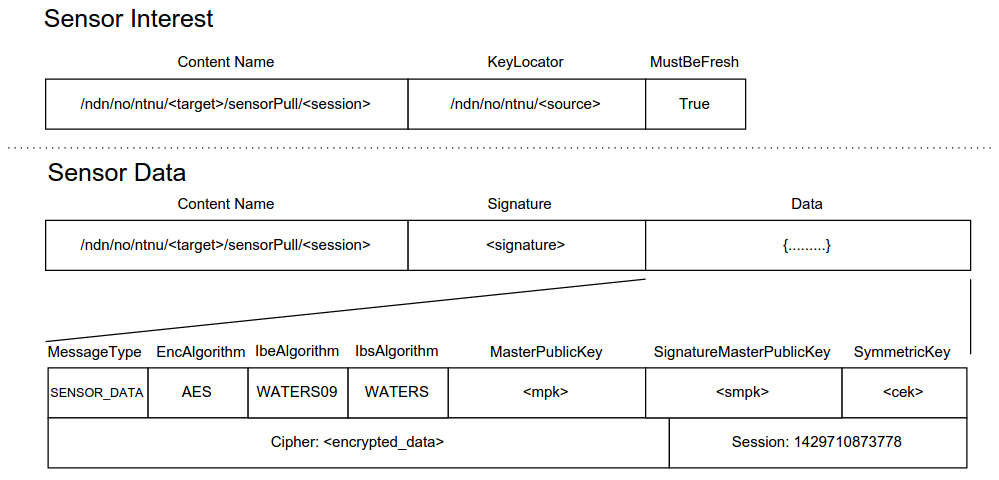 Sensor Interest
Content Name KeyLocator MustBeFresh
/ndn/no/ntnu/<target>/sensorPull/<session> /ndn/no/ntnu/<source> True
Sensor Data
Content Name Signature Data
/ndn/no/ntnu/<target>/sensorPull/<session> <signature> {.........}
MessageType EncAlgorithm IbeAlgorithm IbsAlgorithm MasterPublicKey SignatureMasterPublicKey SymmetricKey
SENSOR_DATA AES WATERS09 WATERS <mpk> <smpk> <cek>
Cipher: <encrypted_data> Session: 1429710873778